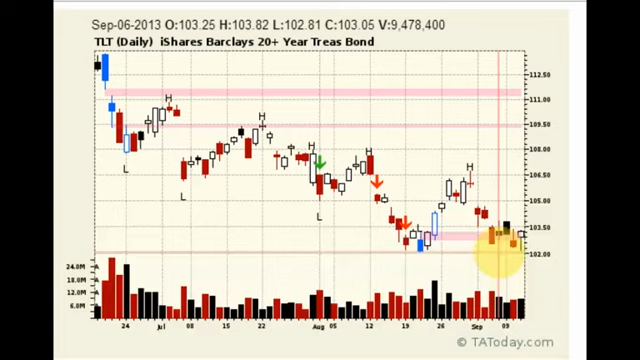 Sep-06-2013 O:103.25 H:103.82 L:102.81 C:103.05 V:9,478,400
TLT (Daily) iShares Barclays 20+ Year Treas Bond
112.50
111.00
109.50
108.00
106.50
105.00
103.50
102.00
H
H
H
H
H
L
L
L
24.0M
18.0M
12.0M
6.0M
24 Jul 08 15 22 Aug 05 12 19 26 Sep 09
© TAToday.com